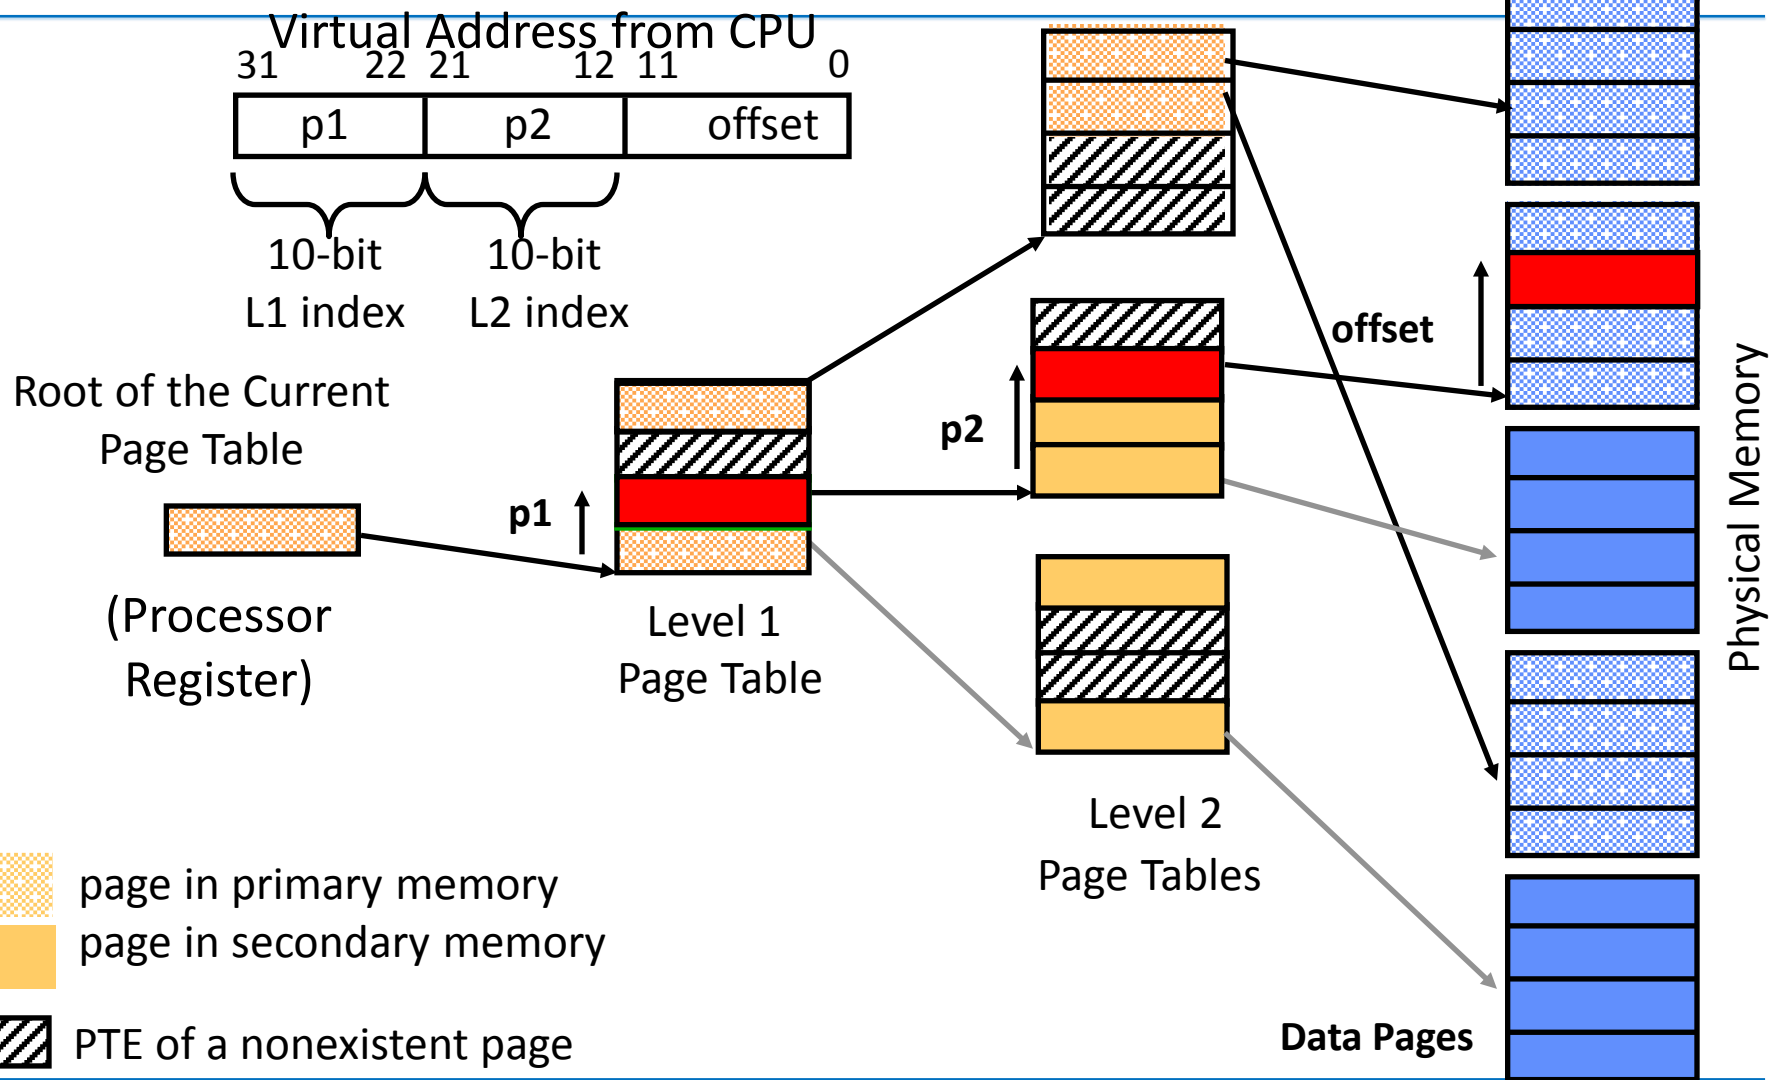 Virtual Address from CPU
31 22 21 12 11 0
p1 p2 offset
10-bit
L1 index
10-bit
L2 index
Root of the Current
Page Table
(Processor
Register)
p1
Level 1
Page Table
p2
Level 2
Page Tables
offset
Physical Memory
page in primary memory
page in secondary memory
PTE of a nonexistent page
Data Pages